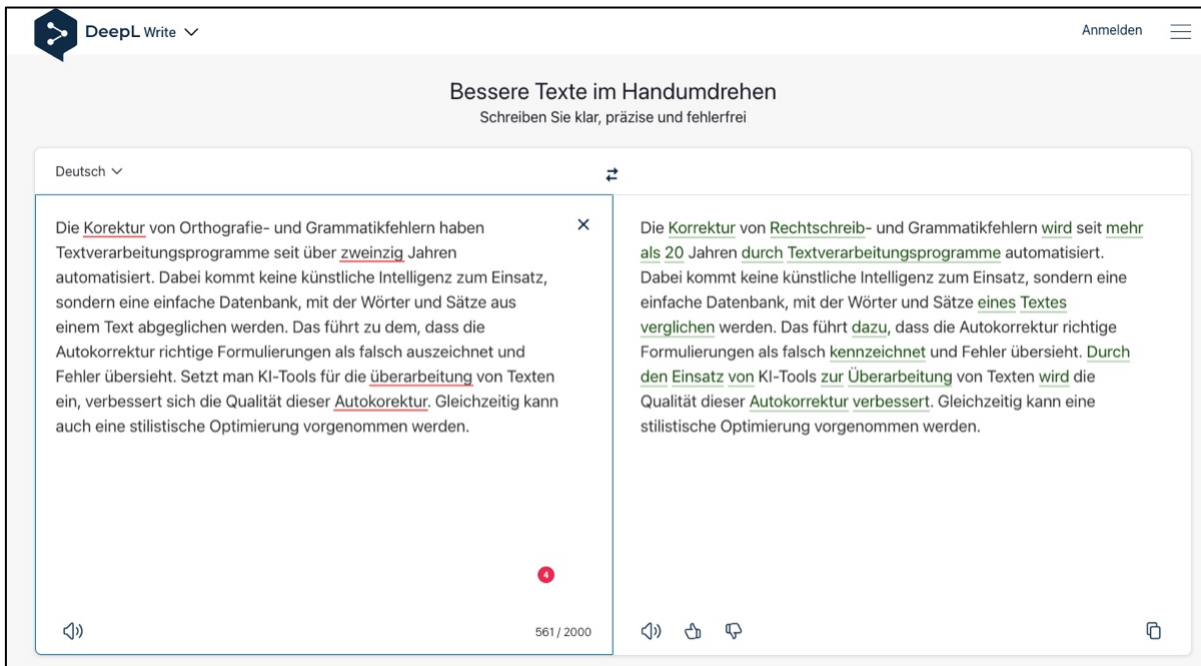 DeepL Write
Anmelden
Bessere Texte im Handumdrehen
Schreiben Sie klar, präzise und fehlerfrei
Deutsch
Die Korektur von Orthografie- und Grammatikfehlern haben
Textverarbeitungsprogramme seit über zweinzig Jahren
automatisiert. Dabei kommt keine künstliche Intelligenz zum Einsatz,
sondern eine einfache Datenbank, mit der Wörter und Sätze aus
einem Text abgeglichen werden. Das führt zu dem, dass die
Autokorrektur richtige Formulierungen als falsch auszeichnet und
Fehler übersieht. Setzt man KI-Tools für die überarbeitung von Texten
ein, verbessert sich die Qualität dieser Autokorektur. Gleichzeitig kann
auch eine stilistische Optimierung vorgenommen werden.
4
561 / 2000
Die Korrektur von Rechtschreib- und Grammatikfehlern wird seit mehr
als 20 Jahren durch Textverarbeitungsprogramme automatisiert.
Dabei kommt keine künstliche Intelligenz zum Einsatz, sondern eine
einfache Datenbank, mit der Wörter und Sätze eines Textes
verglichen werden. Das führt dazu, dass die Autokorrektur richtige
Formulierungen als falsch kennzeichnet und Fehler übersieht. Durch
den Einsatz von KI-Tools zur Überarbeitung von Texten wird die
Qualität dieser Autokorrektur verbessert. Gleichzeitig kann eine
stilistische Optimierung vorgenommen werden.